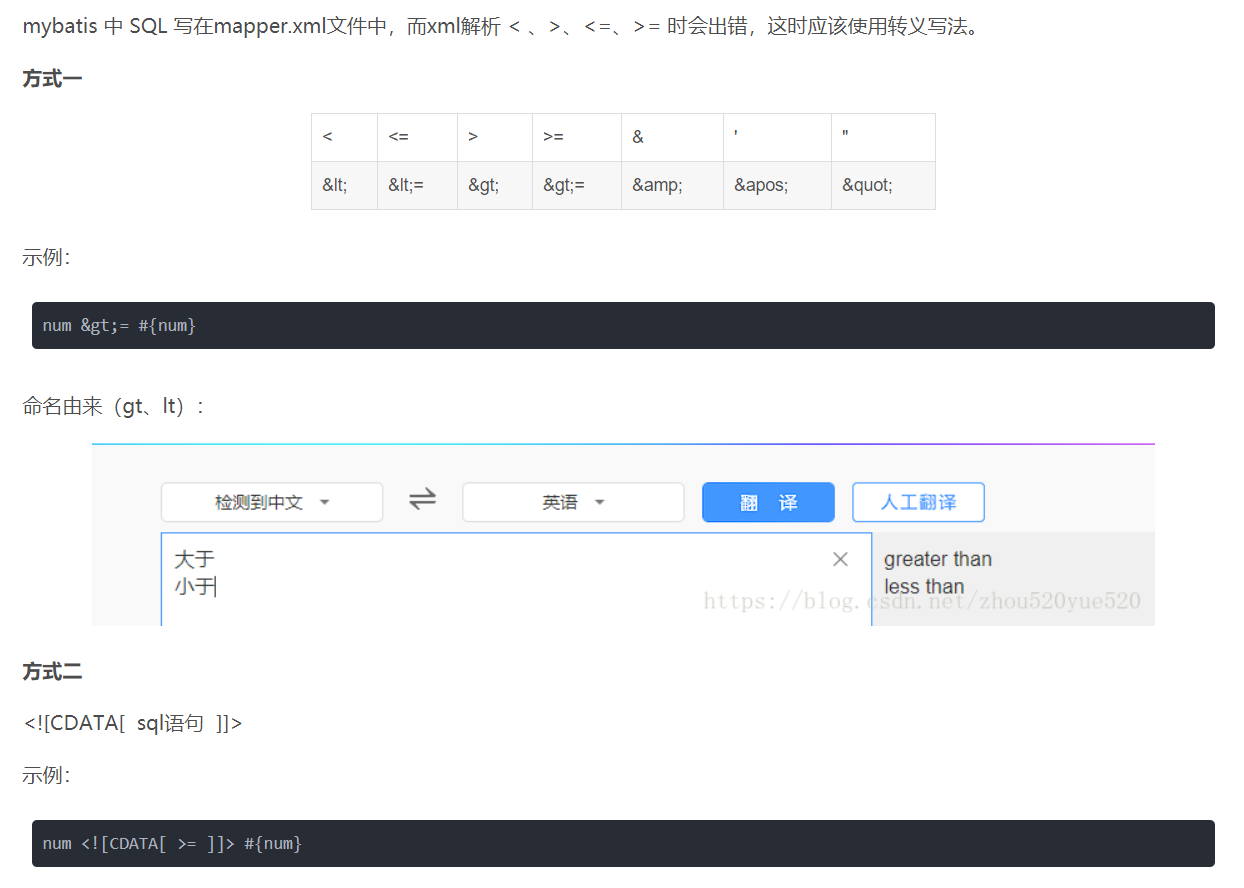 mybatis 中 SQL 写在mapper.xml文件中，而xml解析 < 、>、<=、>= 时会出错，这时应该使用转义写法。
方式一
< <= > >= & ' "
&lt; &lt;= &gt; &gt;= &amp; &apos; &quot;
示例：
num &gt;= #{num}
命名由来（gt、lt）：
检测到中文 英语 翻 译 人工翻译
大于 greater than
小于 less than
https://blog.csdn.net/zhou520yue520
方式二
<![CDATA[ sql语句 ]]>
示例：
num <![CDATA[ >= ]]> #{num}